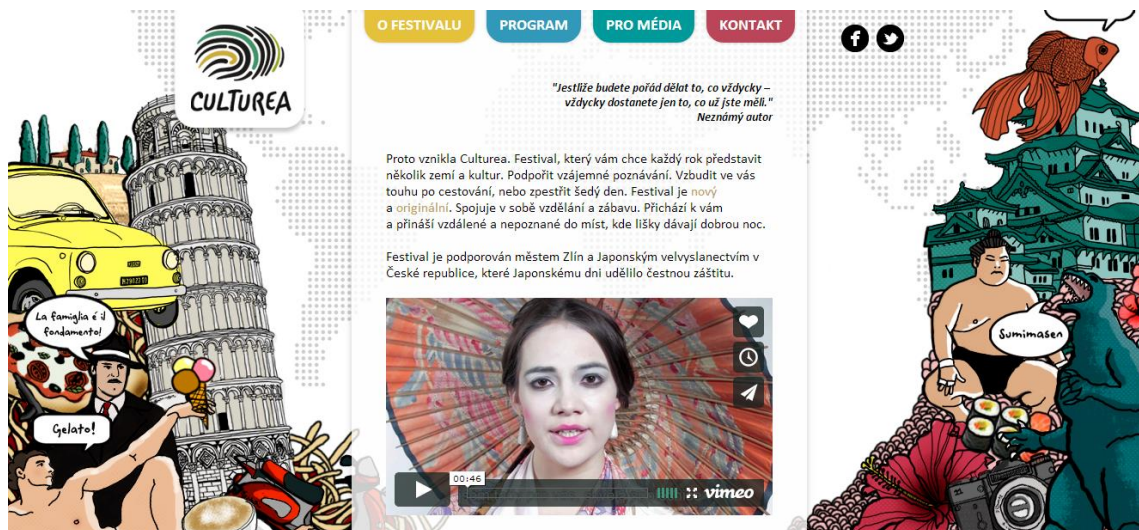 CULTUREA
O FESTIVALU
PROGRAM
PRO MÉDIA
KONTAKT
"Jestliže budete pořád dělat to, co vždycky –
vždycky dostanete jen to, co už jste měli."
Neznámý autor
Proto vznikla Culturea. Festival, který vám chce každý rok představit
několik zemí a kultur. Podpořit vzájemné poznávání. Vzbudit ve vás
touhu po cestování, nebo zpestřit šedý den. Festival je nový
a originální. Spojuje v sobě vzdělání a zábavu. Přichází k vám
a přináší vzdálené a nepoznané do míst, kde lišky dávají dobrou noc.
Festival je podporován městem Zlín a Japonským velvyslanectvím v
České republice, které Japonskému dni udělilo čestnou záštitu.
La famiglia é il
fondamento!
Gelato!
Sumimasen
00:46
vimeo